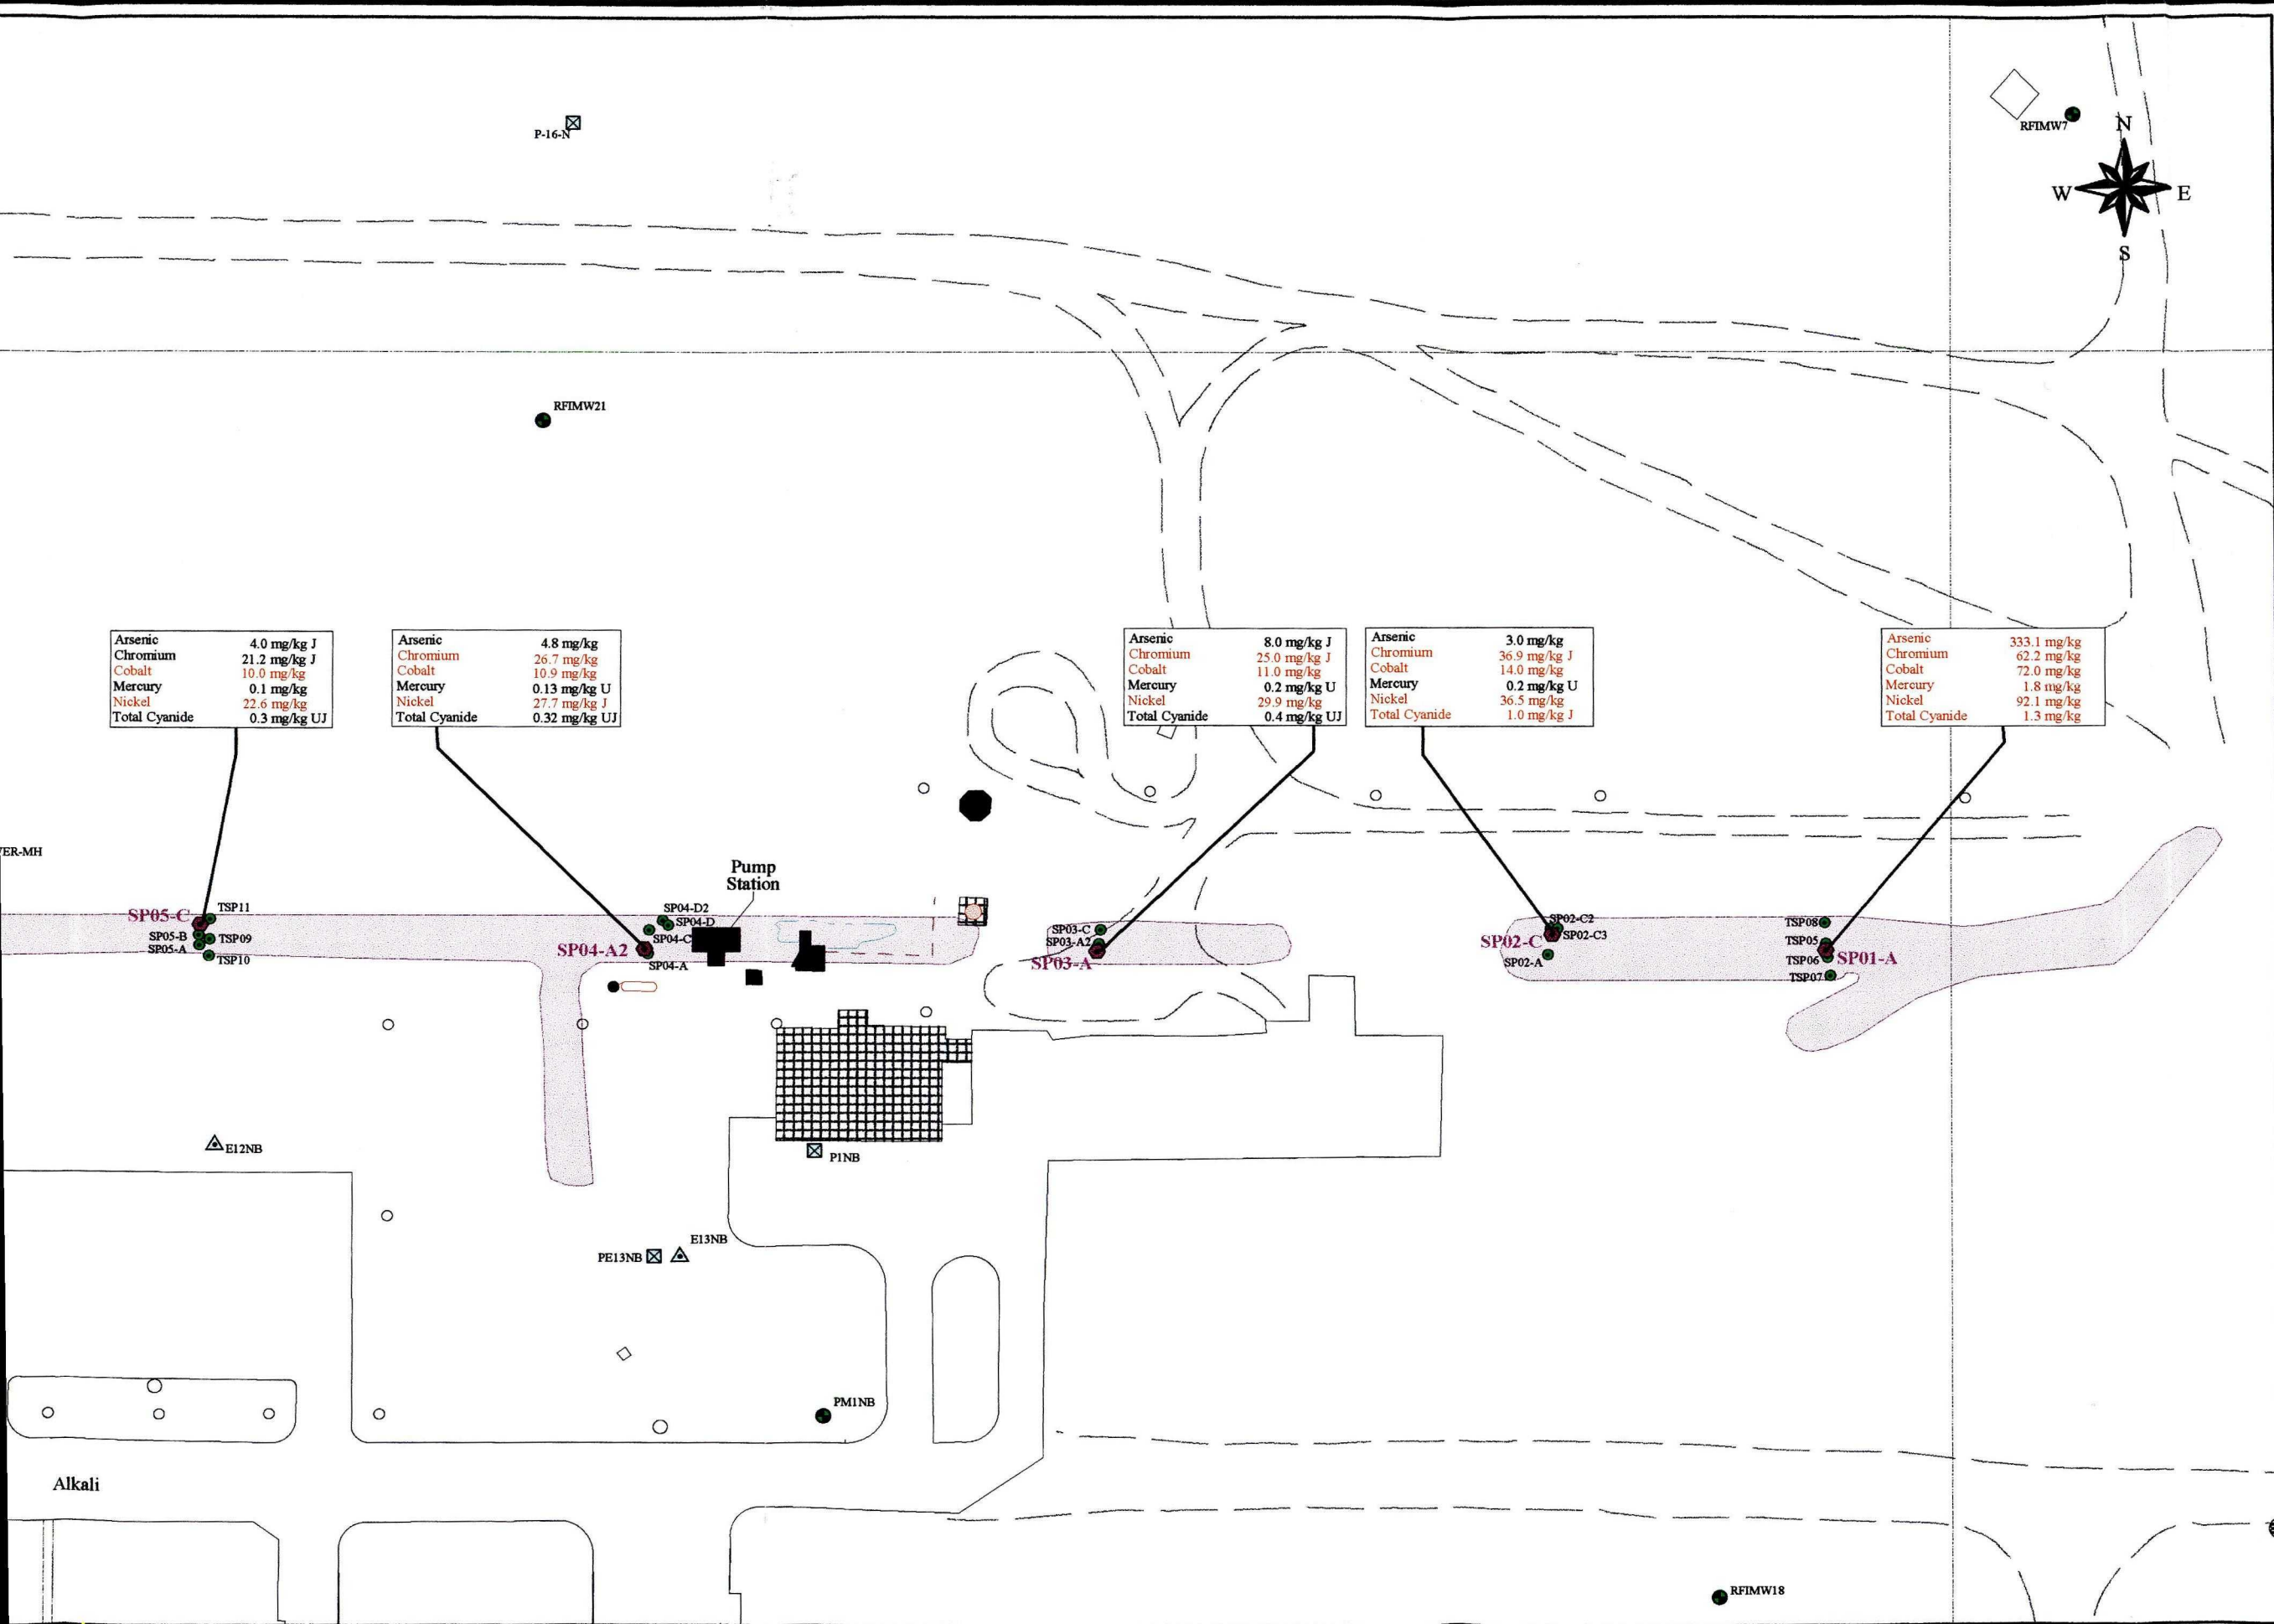 P-16-N
RFIMW7
N
W E
S
RFIMW21
Arsenic 4.0 mg/kg J
Chromium 21.2 mg/kg J
Cobalt 10.0 mg/kg
Mercury 0.1 mg/kg
Nickel 22.6 mg/kg
Total Cyanide 0.3 mg/kg UJ
Arsenic 4.8 mg/kg
Chromium 26.7 mg/kg
Cobalt 10.9 mg/kg
Mercury 0.13 mg/kg U
Nickel 27.7 mg/kg J
Total Cyanide 0.32 mg/kg UJ
Arsenic 8.0 mg/kg J
Chromium 25.0 mg/kg J
Cobalt 11.0 mg/kg
Mercury 0.2 mg/kg U
Nickel 29.9 mg/kg
Total Cyanide 0.4 mg/kg UJ
Arsenic 3.0 mg/kg
Chromium 36.9 mg/kg J
Cobalt 14.0 mg/kg
Mercury 0.2 mg/kg U
Nickel 36.5 mg/kg
Total Cyanide 1.0 mg/kg J
Arsenic 333.1 mg/kg
Chromium 62.2 mg/kg
Cobalt 72.0 mg/kg
Mercury 1.8 mg/kg
Nickel 92.1 mg/kg
Total Cyanide 1.3 mg/kg
ER-MH
Pump
Station
SP05-C
TSP11
SP05-B
TSP09
SP05-A
TSP10
SP04-D2
SP04-D
SP04-C
SP04-A2
SP04-A
SP03-C
SP03-A2
SP03-A
SP02-C2
SP02-C3
SP02-C
SP02-A
TSP08
TSP05
SP01-A
TSP06
TSP07
E12NB
P1NB
E13NB
PE13NB
PM1NB
Alkali
RFIMW18